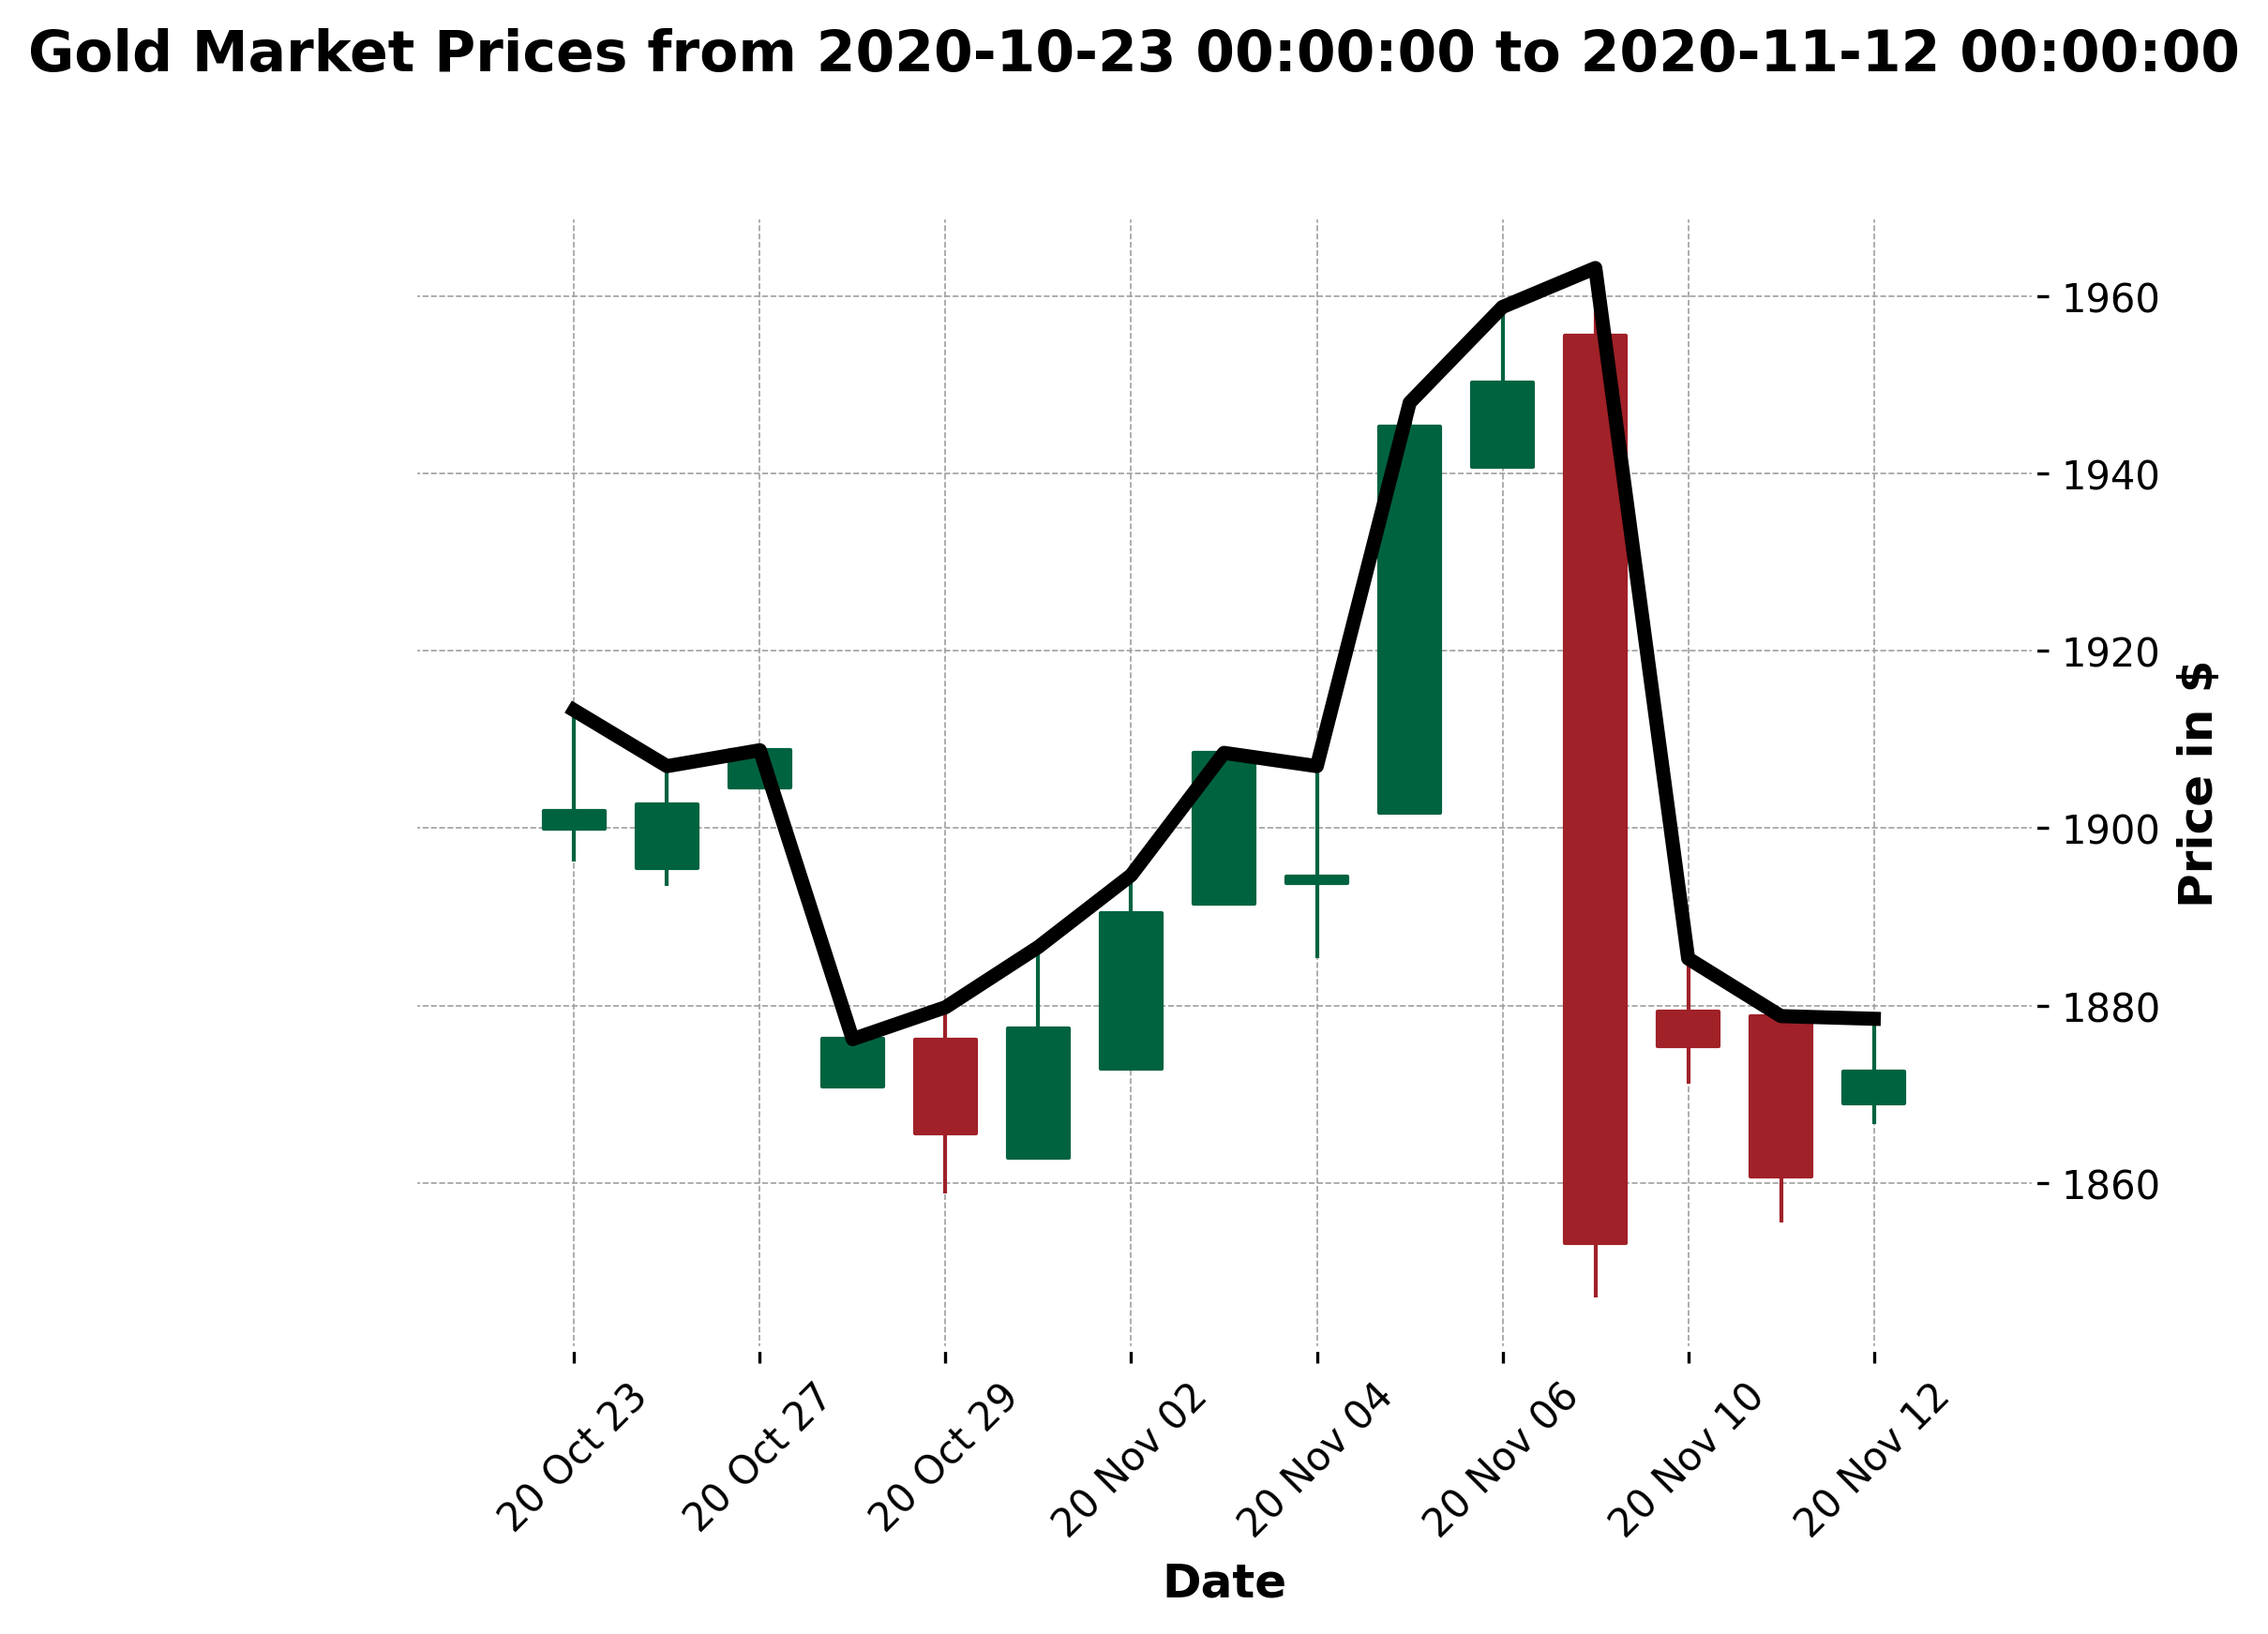 Gold Market Prices from 2020-10-23 00:00:00 to 2020-11-12 00:00:00
1960
1940
1920
1900
1880
1860
Price in $
20 Oct 23
20 Oct 27
20 Oct 29
20 Nov 02
20 Nov 04
20 Nov 06
20 Nov 10
20 Nov 12
Date